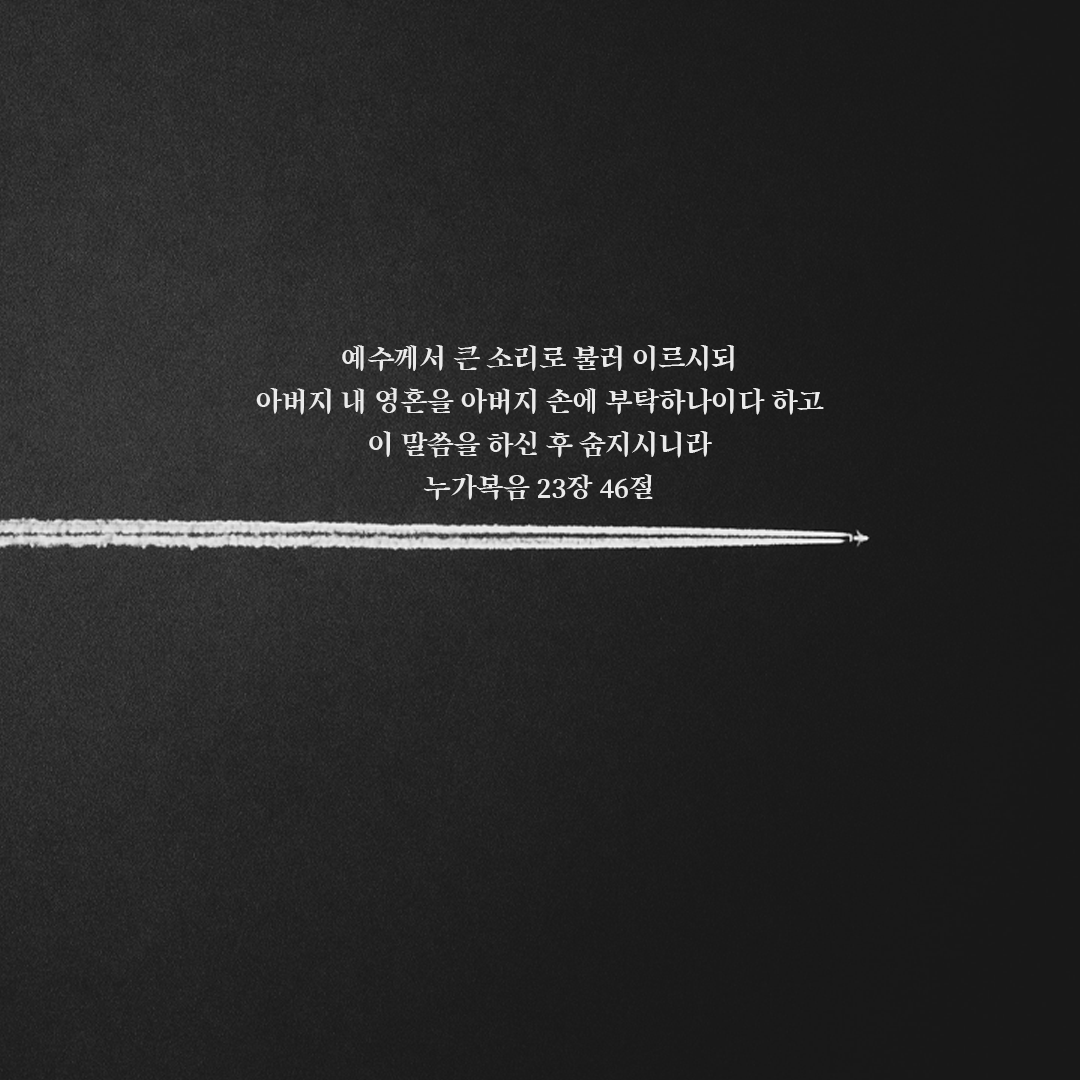 예수께서 큰 소리로 불러 이르시되
아버지 내 영혼을 아버지 손에 부탁하나이다 하고
이 말씀을 하신 후 숨지시니라
누가복음 23장 46절